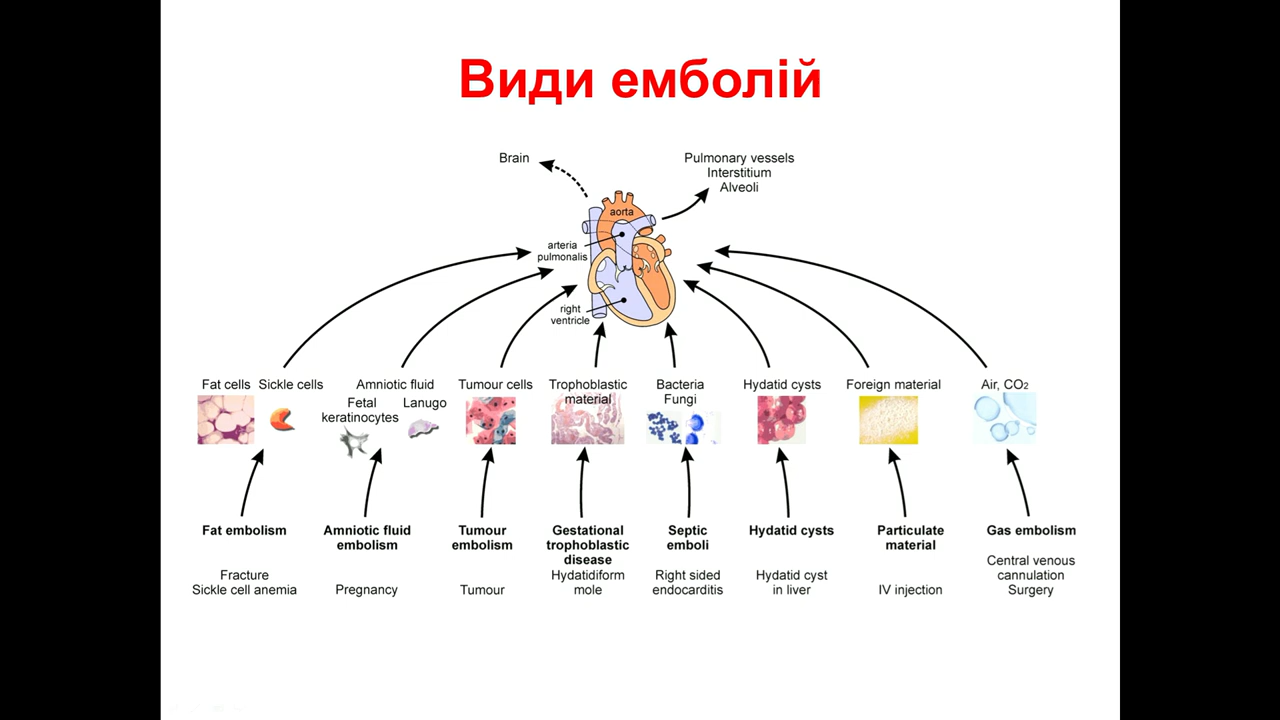 Види емболій
Brain
Pulmonary vessels
Interstitium
Alveoli
aorta
arteria
pulmonalis
right
ventricle
Fat cells
Sickle cells
Amniotic fluid
Fetal
keratinocytes
Lanugo
Tumour cells
Trophoblastic
material
Bacteria
Fungi
Hydatid cysts
Foreign material
Air, CO2
Fat embolism
Fracture
Sickle cell anemia
Amniotic fluid
embolism
Pregnancy
Tumour
embolism
Tumour
Gestational
trophoblastic
disease
Hydatidiform
mole
Septic
emboli
Right sided
endocarditis
Hydatid cysts
Hydatid cyst
in liver
Particulate
material
IV injection
Gas embolism
Central venous
cannulation
Surgery